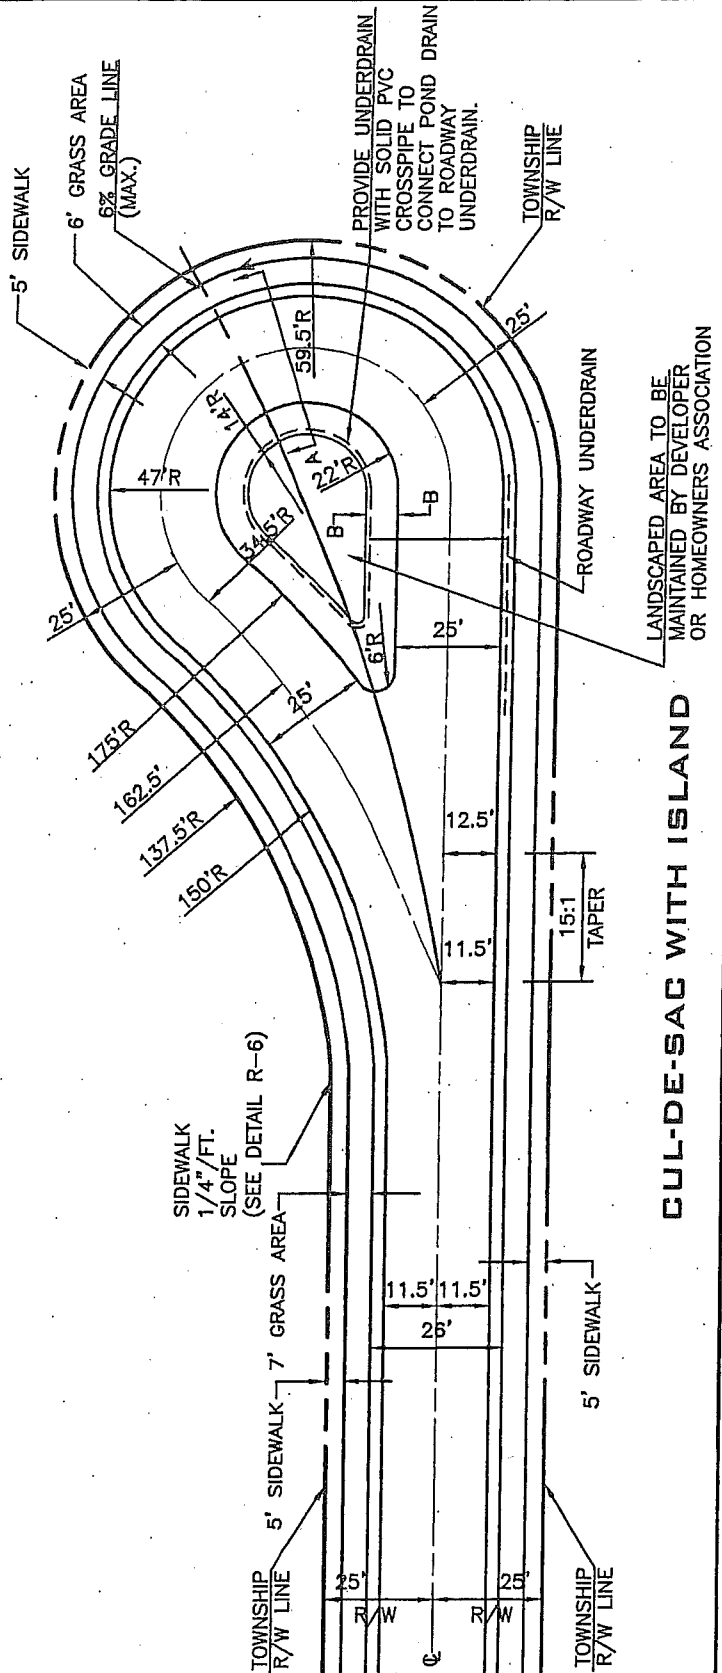 5' SIDEWALK
6' GRASS AREA
6% GRADE LINE
(MAX.)
PROVIDE UNDERDRAIN
WITH SOLID PVC
CROSSPIPE TO
CONNECT POND DRAIN
TO ROADWAY
UNDERDRAIN.
TOWNSHIP
R/W LINE
59.5'R
14'R
A
A
47'R
22'R
B
B
34.5'R
25'
25'
ROADWAY UNDERDRAIN
LANDSCAPED AREA TO BE
MAINTAINED BY DEVELOPER
OR HOMEOWNERS ASSOCIATION
6'R
25'
25'
175'R
162.5'
137.5'R
150'R
12.5'
11.5'
15:1
TAPER
SIDEWALK
1/4"/FT.
SLOPE
(SEE DETAIL R-6)
5' SIDEWALK
7' GRASS AREA
11.5'
11.5'
26'
5' SIDEWALK
TOWNSHIP
R/W LINE
25'
R/W
25'
R/W
℄
TOWNSHIP
R/W LINE
CUL-DE-SAC WITH ISLAND